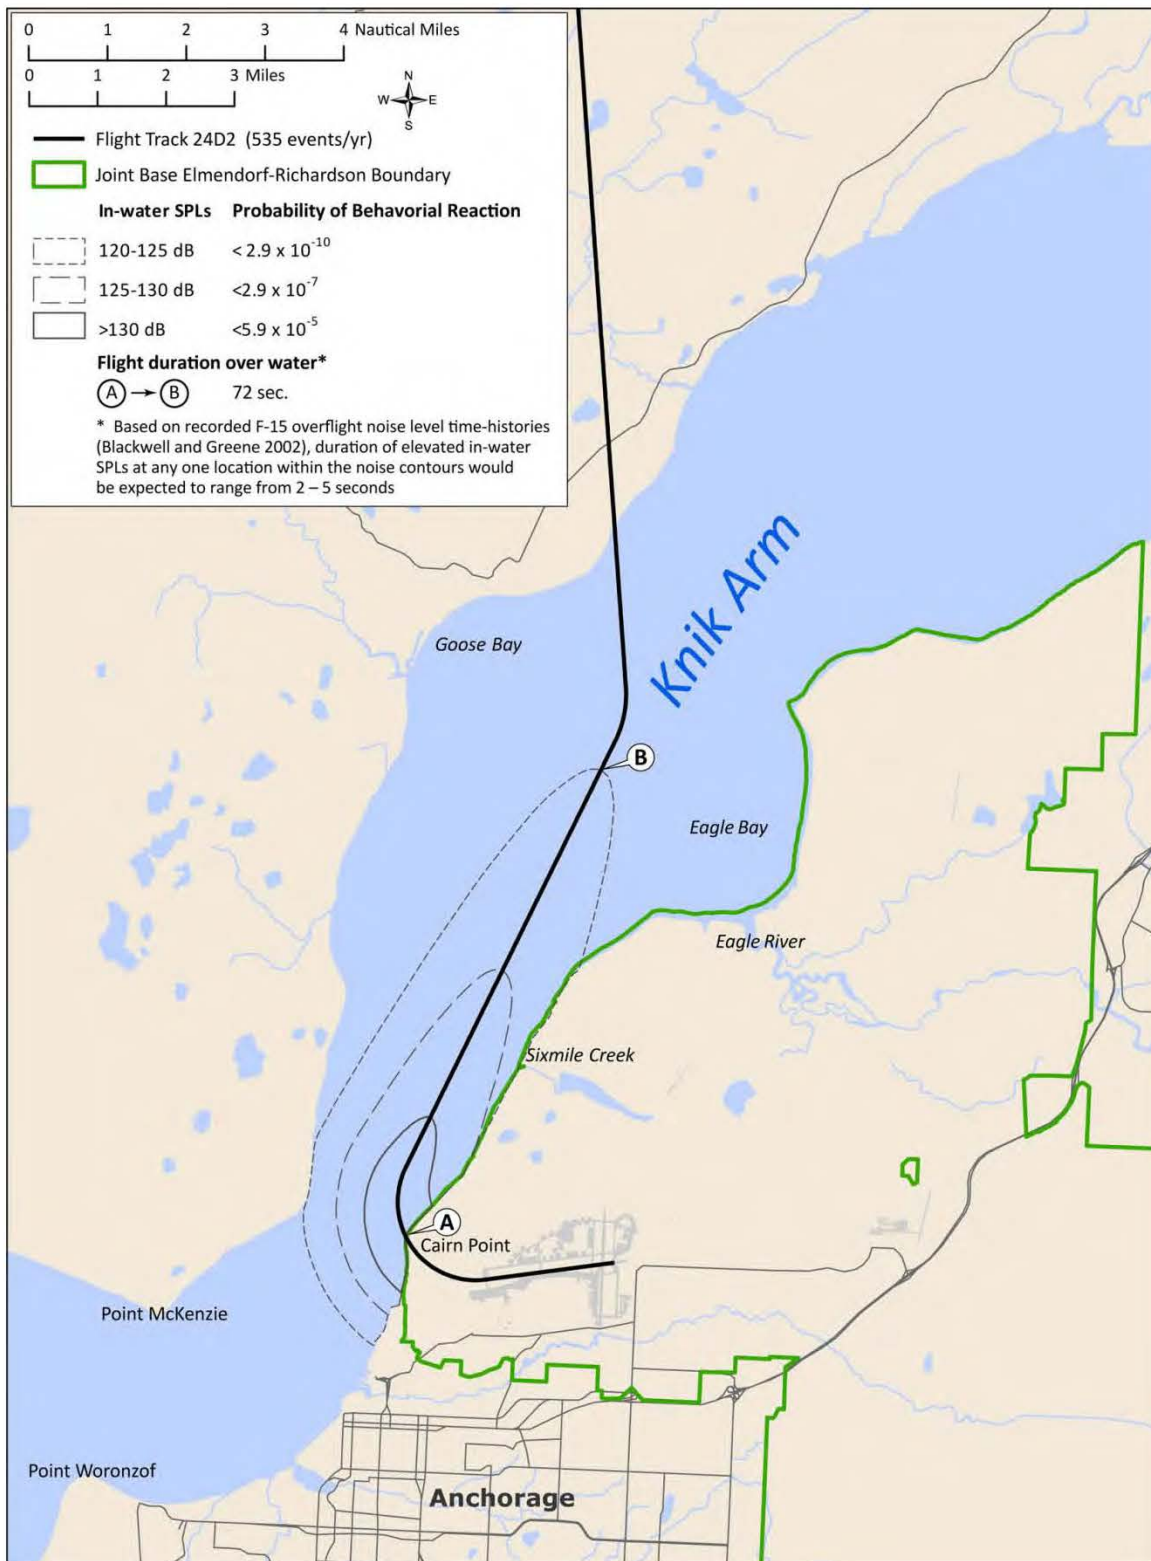 0 1 2 3 4 Nautical Miles
0 1 2 3 Miles
N
W E
S
Flight Track 24D2 (535 events/yr)
Joint Base Elmendorf-Richardson Boundary
In-water SPLs Probability of Behavorial Reaction
120-125 dB < 2.9 x 10-10
125-130 dB <2.9 x 10-7
>130 dB <5.9 x 10-5
Flight duration over water*
A → B 72 sec.
* Based on recorded F-15 overflight noise level time-histories
(Blackwell and Greene 2002), duration of elevated in-water
SPLs at any one location within the noise contours would
be expected to range from 2 – 5 seconds
Knik Arm
Goose Bay
B
Eagle Bay
Eagle River
Sixmile Creek
A
Cairn Point
Point McKenzie
Point Woronzof
Anchorage